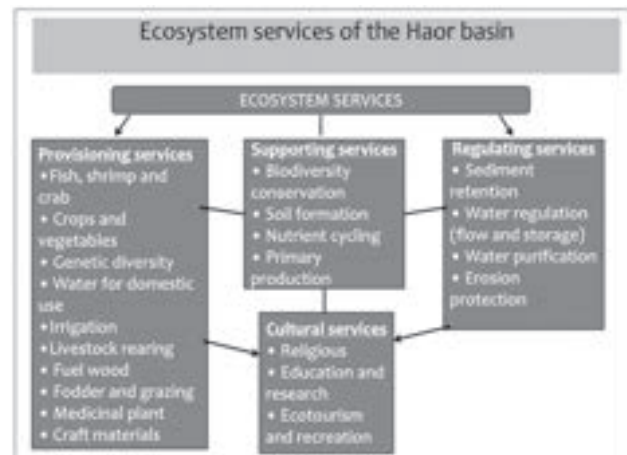 Ecosystem services of the Haor basin
ECOSYSTEM SERVICES
Provisioning services
•Fish, shrimp and
crab
• Crops and
vegetables
• Genetic diversity
• Water for domestic
use
•Irrigation
•Livestock rearing
• Fuel wood
• Fodder and grazing
• Medicinal plant
• Craft materials
Supporting services
• Biodiversity
conservation
• Soil formation
• Nutrient cycling
• Primary
production
Regulating services
• Sediment
retention
• Water regulation
(flow and storage)
• Water purification
• Erosion
protection
Cultural services
• Religious
• Education and
research
• Ecotourism
and recreation